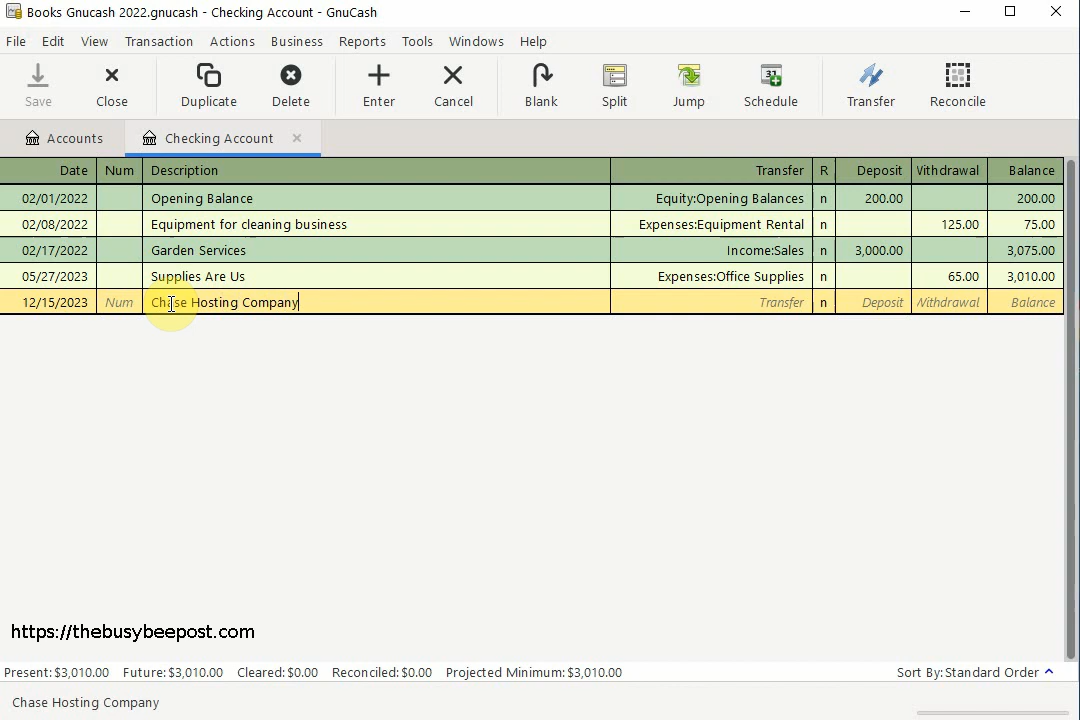 Books Gnucash 2022.gnucash - Checking Account - GnuCash
File Edit View Transaction Actions Business Reports Tools Windows Help
Save Close Duplicate Delete Enter Cancel Blank Split Jump Schedule Transfer Reconcile
Accounts Checking Account
Date Num Description Transfer R Deposit Vithdrawal Balance
02/01/2022 Opening Balance Equity:Opening Balances n 200.00 200.00
02/08/2022 Equipment for cleaning business Expenses:Equipment Rental n 125.00 75.00
02/17/2022 Garden Services Income:Sales n 3,000.00 3,075.00
05/27/2023 Supplies Are Us Expenses:Office Supplies n 65.00 3,010.00
12/15/2023 Num Chase Hosting Company Transfer n Deposit Vithdrawal Balance
https://thebusybeepost.com
Present: $3,010.00 Future: $3,010.00 Cleared: $0.00 Reconciled: $0.00 Projected Minimum: $3,010.00 Sort By: Standard Order
Chase Hosting Company